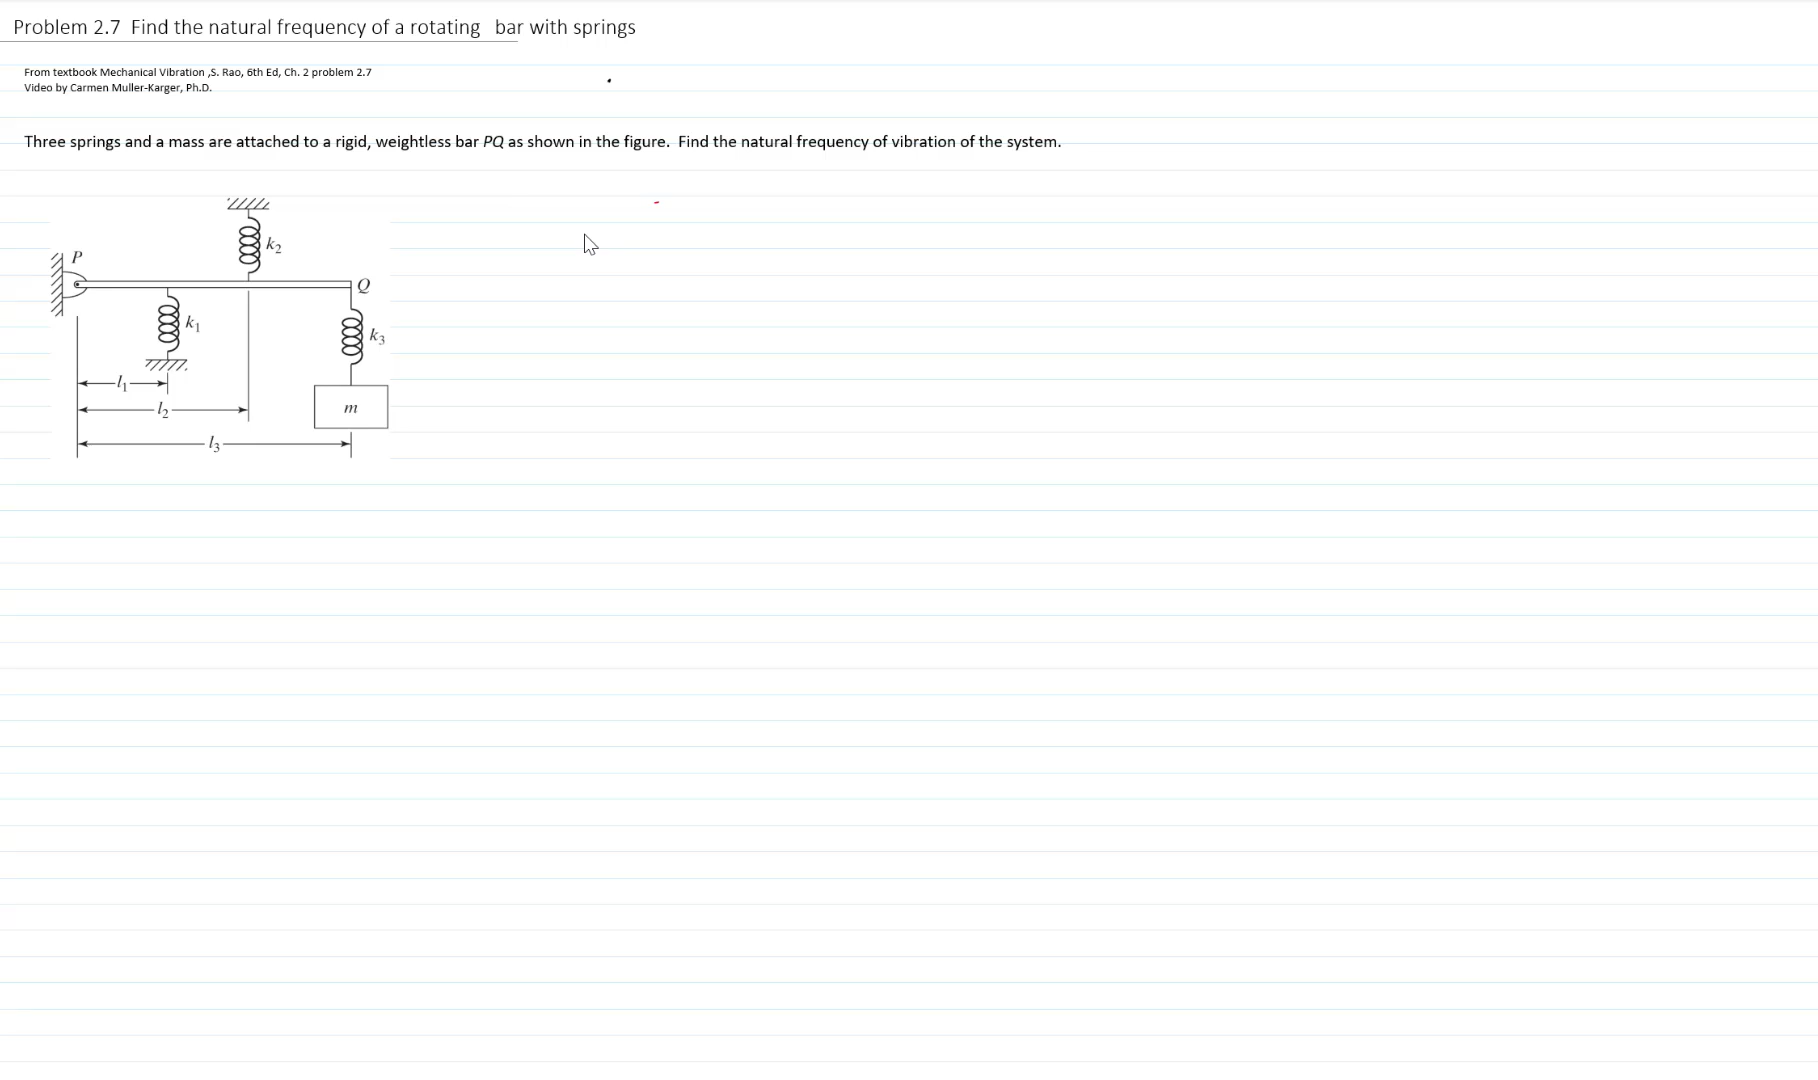 Problem 2.7 Find the natural frequency of a rotating bar with springs
From textbook Mechanical Vibration ,S. Rao, 6th Ed, Ch. 2 problem 2.7
Video by Carmen Muller-Karger, Ph.D.
Three springs and a mass are attached to a rigid, weightless bar PQ as shown in the figure. Find the natural frequency of vibration of the system.
k₂
P
Q
k₁
k₃
l₁
l₂
m
l₃